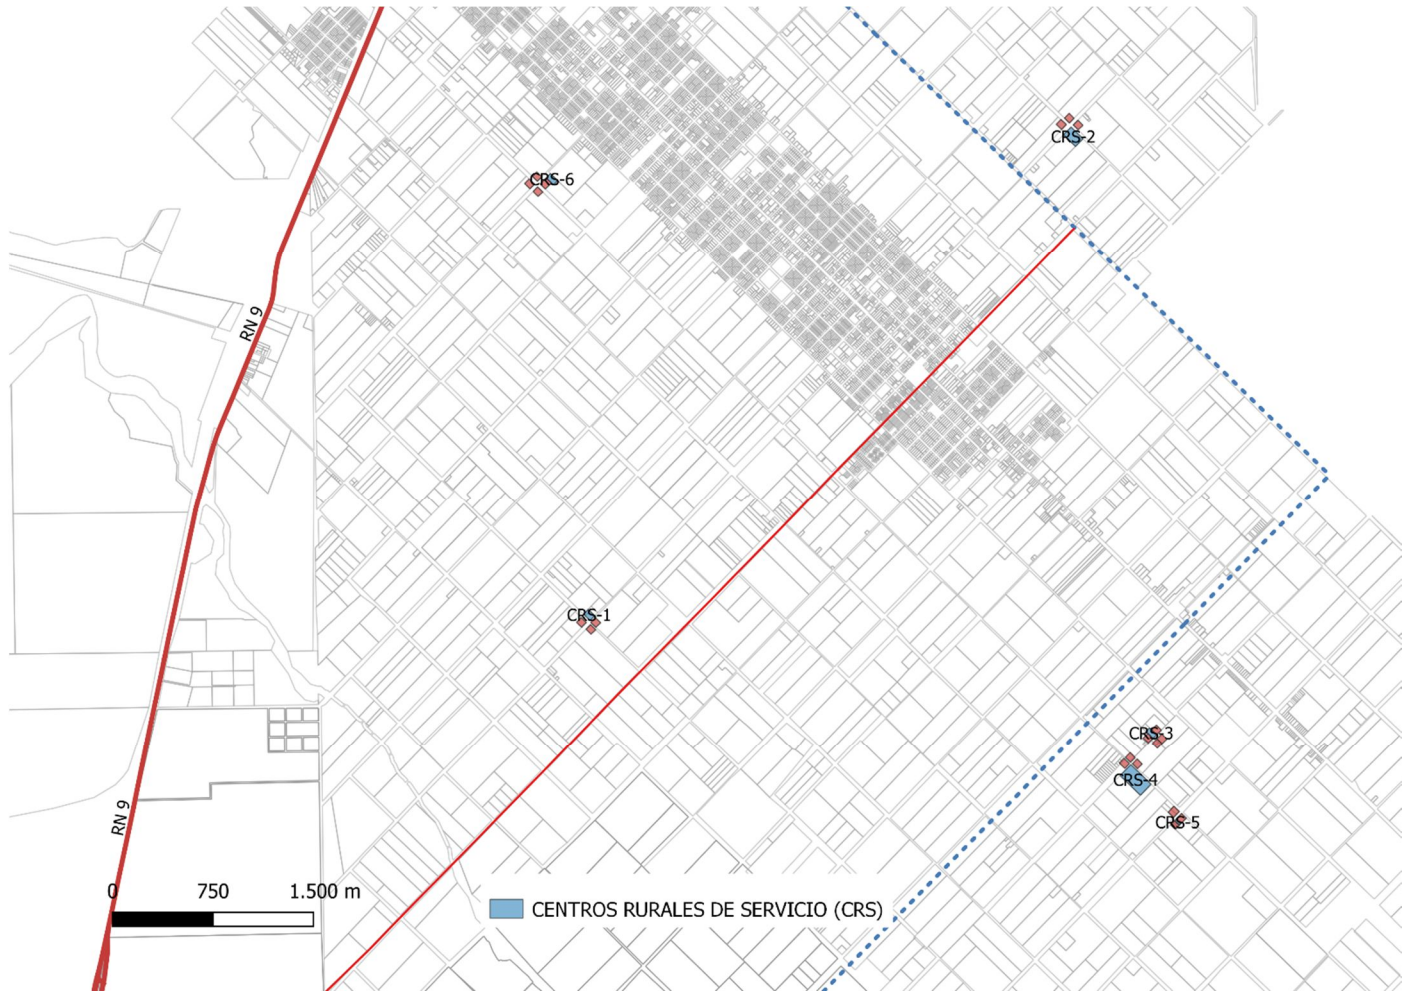 CRS-2
CRS-6
RN 9
CRS-1
CRS-3
CRS-4
CRS-5
RN 9
0 750 1.500 m
CENTROS RURALES DE SERVICIO (CRS)